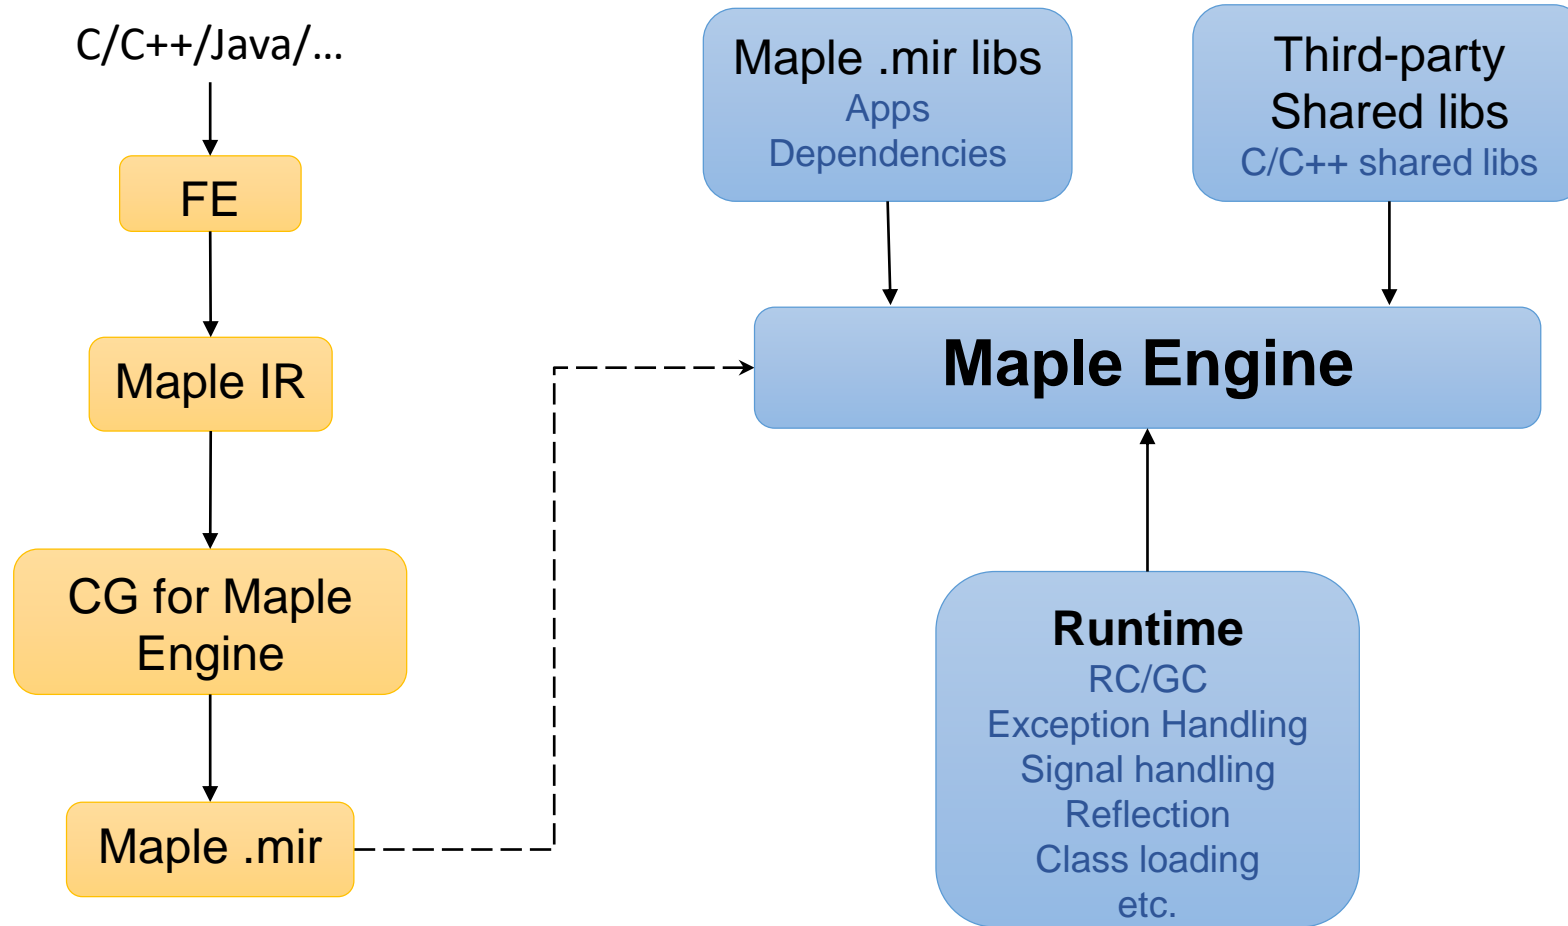 C/C++/Java/...
FE
Maple IR
CG for Maple
Engine
Maple .mir
Maple .mir libs
Apps
Dependencies
Third-party
Shared libs
C/C++ shared libs
Maple Engine
Runtime
RC/GC
Exception Handling
Signal handling
Reflection
Class loading
etc.